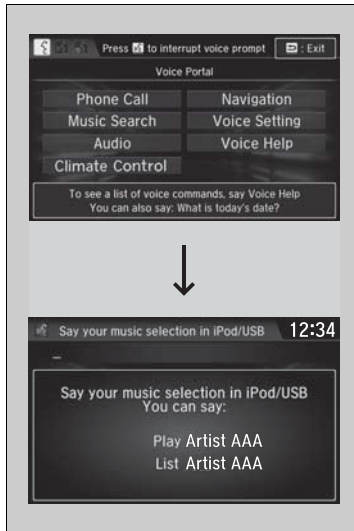 Press to interrupt voice prompt : Exit
Voice Portal
Phone Call Navigation
Music Search Voice Setting
Audio Voice Help
Climate Control
To see a list of voice commands, say Voice Help
You can also say: What is today's date?
Say your music selection in iPod/USB 12:34
Say your music selection in iPod/USB
You can say:
Play Artist AAA
List Artist AAA